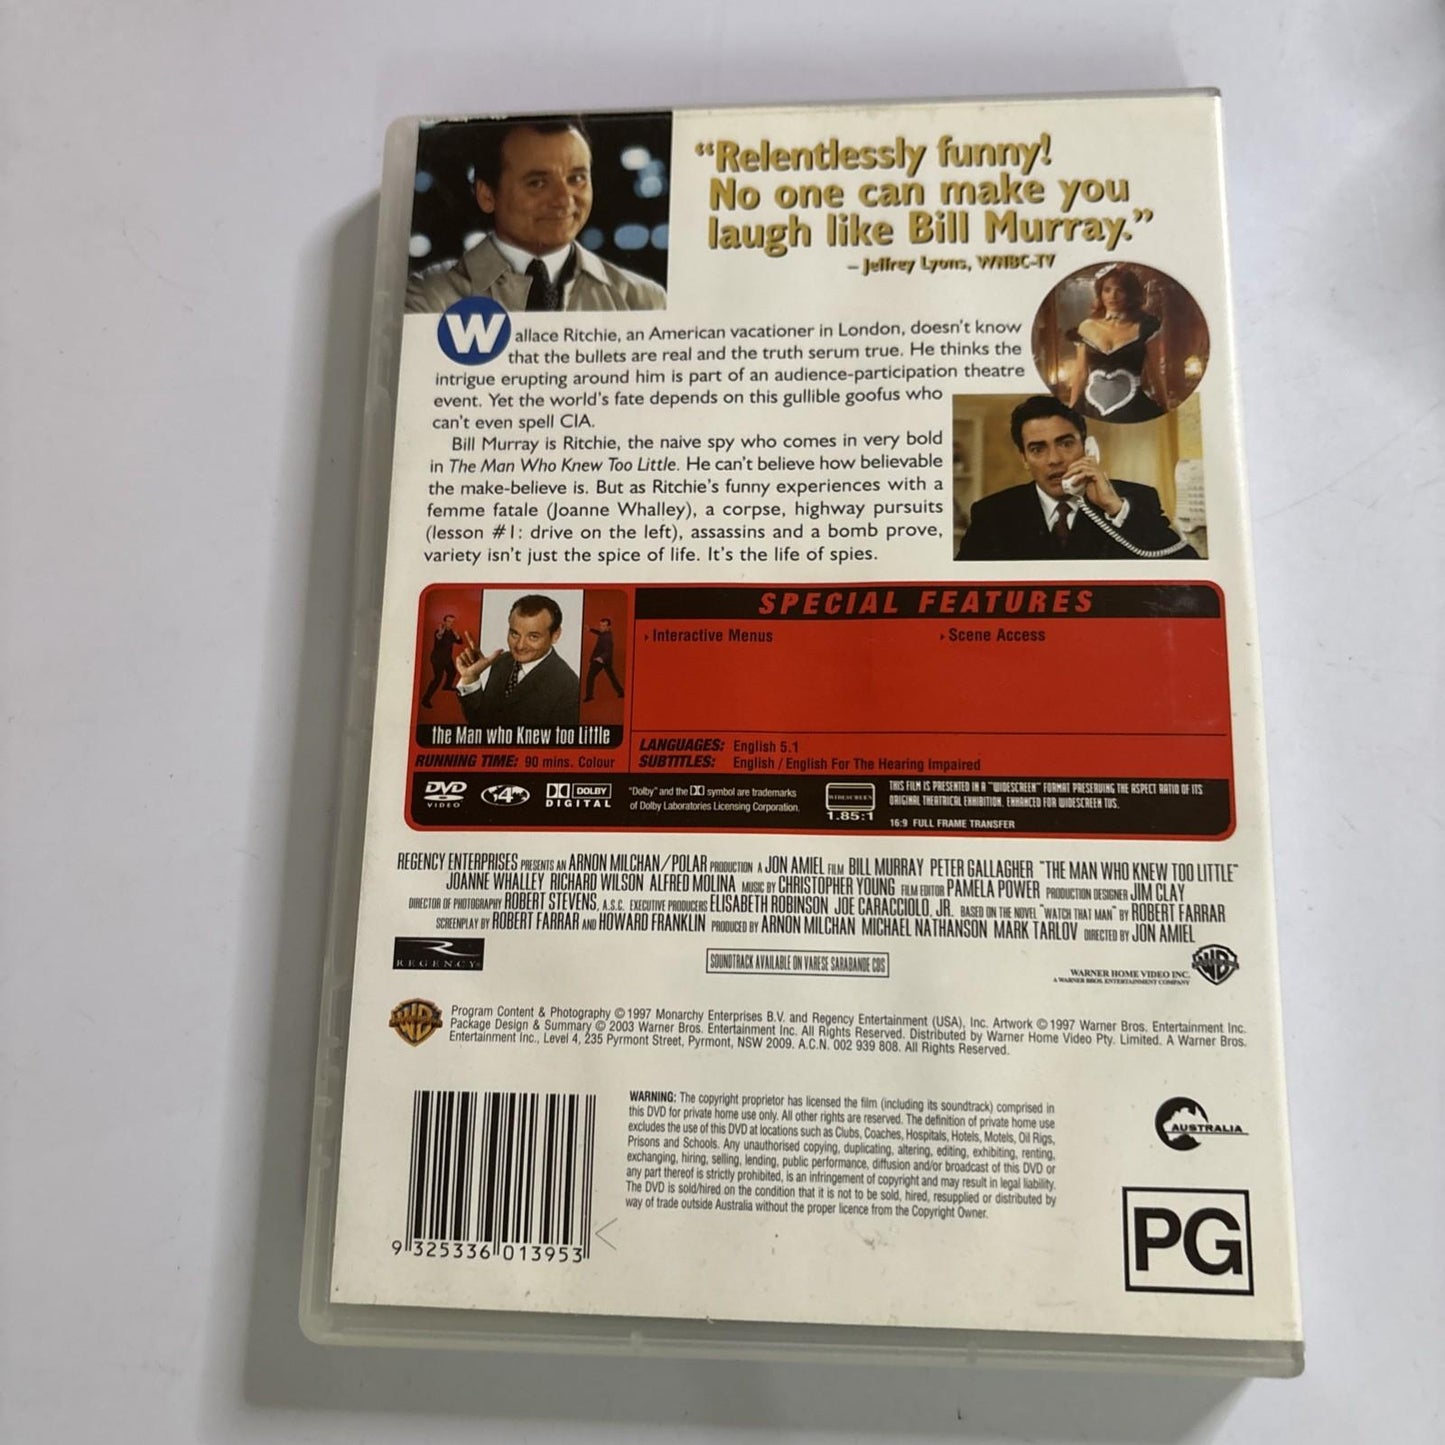 “Relentlessly funny!
No one can make you
laugh like Bill Murray.”
– Jeffrey Lyons, WNBC-TV
Wallace Ritchie, an American vacationer in London, doesn't know
that the bullets are real and the truth serum true. He thinks the
intrigue erupting around him is part of an audience-participation theatre
event. Yet the world's fate depends on this gullible goofus who
can't even spell CIA.
Bill Murray is Ritchie, the naive spy who comes in very bold
in The Man Who Knew Too Little. He can't believe how believable
the make-believe is. But as Ritchie's funny experiences with a
femme fatale (Joanne Whalley), a corpse, highway pursuits
(lesson #1: drive on the left), assassins and a bomb prove,
variety isn't just the spice of life. It's the life of spies.
SPECIAL FEATURES
Interactive Menus
Scene Access
the Man who Knew too Little
RUNNING TIME: 90 mins. Colour
LANGUAGES: English 5.1
SUBTITLES: English / English For The Hearing Impaired
DVD
VIDEO
4
DOLBY
DIGITAL
"Dolby" and the DD symbol are trademarks
of Dolby Laboratories Licensing Corporation.
WIDESCREEN
1.85:1
THIS FILM IS PRESENTED IN A "WIDESCREEN" FORMAT PRESERVING THE ASPECT RATIO OF ITS
ORIGINAL THEATRICAL EXHIBITION. ENHANCED FOR WIDESCREEN TVS.
16:9 FULL FRAME TRANSFER
REGENCY ENTERPRISES PRESENTS AN ARNON MILCHAN/POLAR PRODUCTION A JON AMIEL FILM BILL MURRAY PETER GALLAGHER "THE MAN WHO KNEW TOO LITTLE"
JOANNE WHALLEY RICHARD WILSON ALFRED MOLINA MUSIC BY CHRISTOPHER YOUNG FILM EDITOR PAMELA POWER PRODUCTION DESIGNER JIM CLAY
DIRECTOR OF PHOTOGRAPHY ROBERT STEVENS, A.S.C. EXECUTIVE PRODUCERS ELISABETH ROBINSON JOE CARACCIOLO, JR. BASED ON THE NOVEL "WATCH THAT MAN" BY ROBERT FARRAR
SCREENPLAY BY ROBERT FARRAR AND HOWARD FRANKLIN PRODUCED BY ARNON MILCHAN MICHAEL NATHANSON MARK TARLOV DIRECTED BY JON AMIEL
R
REGENCY
SOUNDTRACK AVAILABLE ON VARESE SARABANDE CDS
WARNER HOME VIDEO INC.
A WARNER BROS. ENTERTAINMENT COMPANY
WB
Program Content & Photography © 1997 Monarchy Enterprises B.V. and Regency Entertainment (USA), Inc. Artwork © 1997 Warner Bros. Entertainment Inc.
Package Design & Summary © 2003 Warner Bros. Entertainment Inc. All Rights Reserved. Distributed by Warner Home Video Pty. Limited. A Warner Bros.
Entertainment Inc., Level 4, 235 Pyrmont Street, Pyrmont, NSW 2009. A.C.N. 002 939 808. All Rights Reserved.
WARNING: The copyright proprietor has licensed the film (including its soundtrack) comprised in
this DVD for private home use only. All other rights are reserved. The definition of private home use
excludes the use of this DVD at locations such as Clubs, Coaches, Hospitals, Hotels, Motels, Oil Rigs,
Prisons and Schools. Any unauthorised copying, duplicating, altering, editing, exhibiting, renting,
exchanging, hiring, selling, lending, public performance, diffusion and/or broadcast of this DVD or
any part thereof is strictly prohibited, is an infringement of copyright and may result in legal liability.
The DVD is sold/hired on the condition that it is not to be sold, hired, resupplied or distributed by
way of trade outside Australia without the proper licence from the Copyright Owner.
AUSTRALIA
9 325336 013953
PG